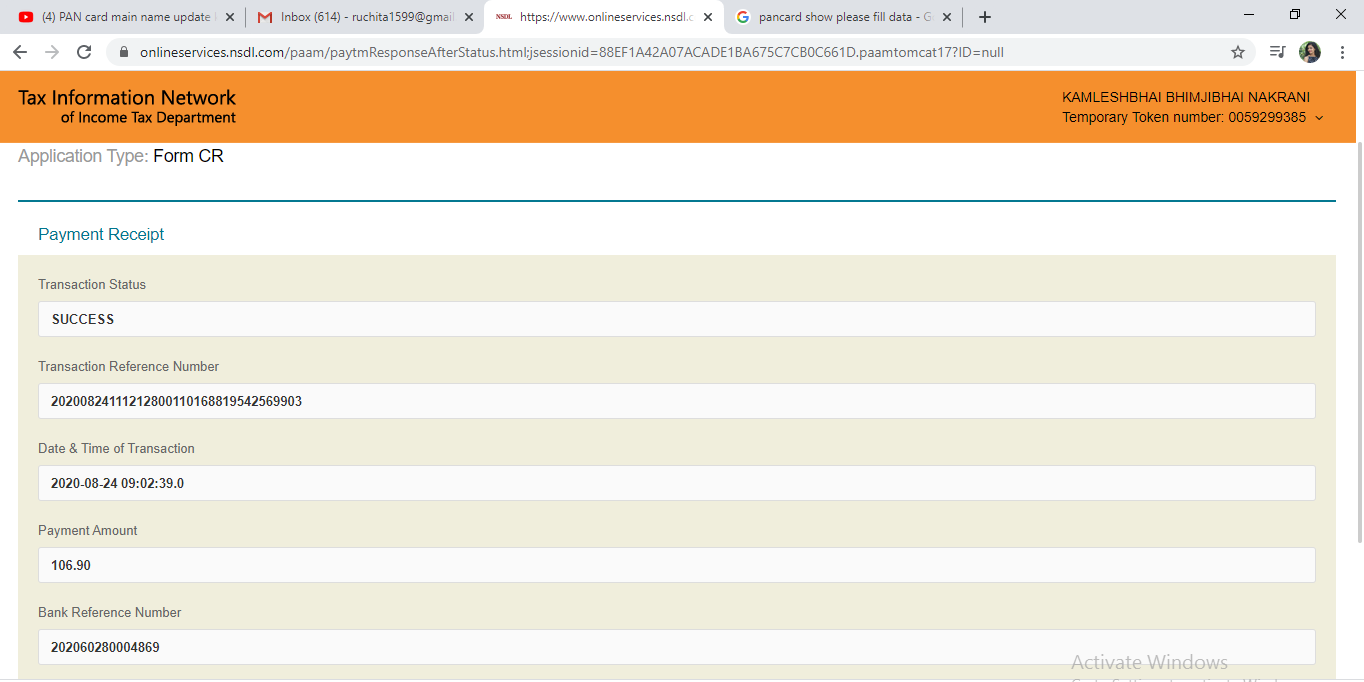 (4) PAN card main name update
Inbox (614) - ruchita1599@gmail
NSDL https://www.onlineservices.nsdl.c
pancard show please fill data - G
onlineservices.nsdl.com/paam/paytmResponseAfterStatus.html;jsessionid=88EF1A42A07ACADE1BA675C7CB0C661D.paamtomcat17?ID=null
Tax Information Network
of Income Tax Department
KAMLESHBHAI BHIMJIBHAI NAKRANI
Temporary Token number: 0059299385
Application Type: Form CR
Payment Receipt
Transaction Status
SUCCESS
Transaction Reference Number
20200824111212800110168819542569903
Date & Time of Transaction
2020-08-24 09:02:39.0
Payment Amount
106.90
Bank Reference Number
202060280004869
Activate Windows